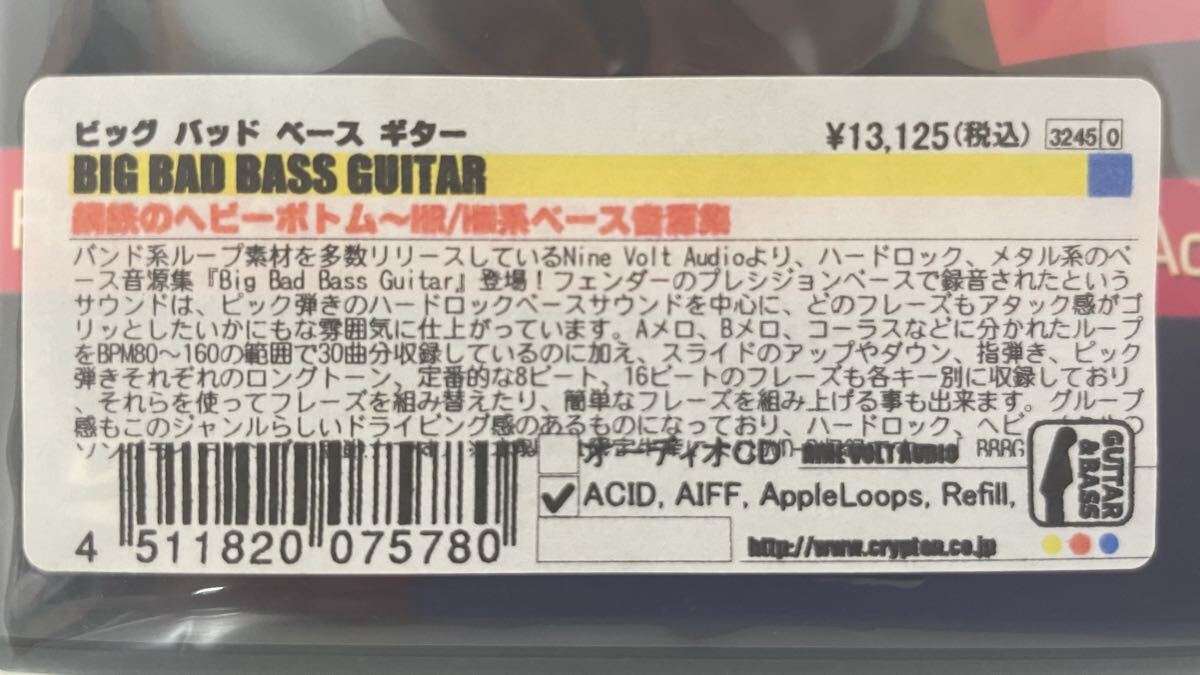 ビッグ バッド ベース ギター
¥13,125(税込) 3245 0
BIG BAD BASS GUITAR
鋼鉄のヘビーボトム～HR/HM系ベース音源集
バンド系ループ素材を多数リリースしているNine Volt Audioより、ハードロック、メタル系のベ
ース音源集『Big Bad Bass Guitar』登場！フェンダーのプレシジョンベースで録音されたという
サウンドは、ピック弾きのハードロックベースサウンドを中心に、どのフレーズもアタック感がゴ
リッとしたいかにもな雰囲気に仕上がっています。Aメロ、Bメロ、コーラスなどに分かれたループ
をBPM80～160の範囲で30曲分収録しているのに加え、スライドのアップやダウン、指弾き、ピック
弾きそれぞれのロングトーン、定番的な8ビート、16ビートのフレーズも各キー別に収録しており
、それらを使ってフレーズを組み替えたり、簡単なフレーズを組み上げる事も出来ます。グルーブ
感もこのジャンルらしいドライビング感のあるものになっており、ハードロック、ヘビ
BBBG
オーディオCD NINE VOLT AUDIO
ACID, AIFF, AppleLoops, Refill,
GUITAR
& BASS
4 511820 075780
http://www.crypton.co.jp
Ac